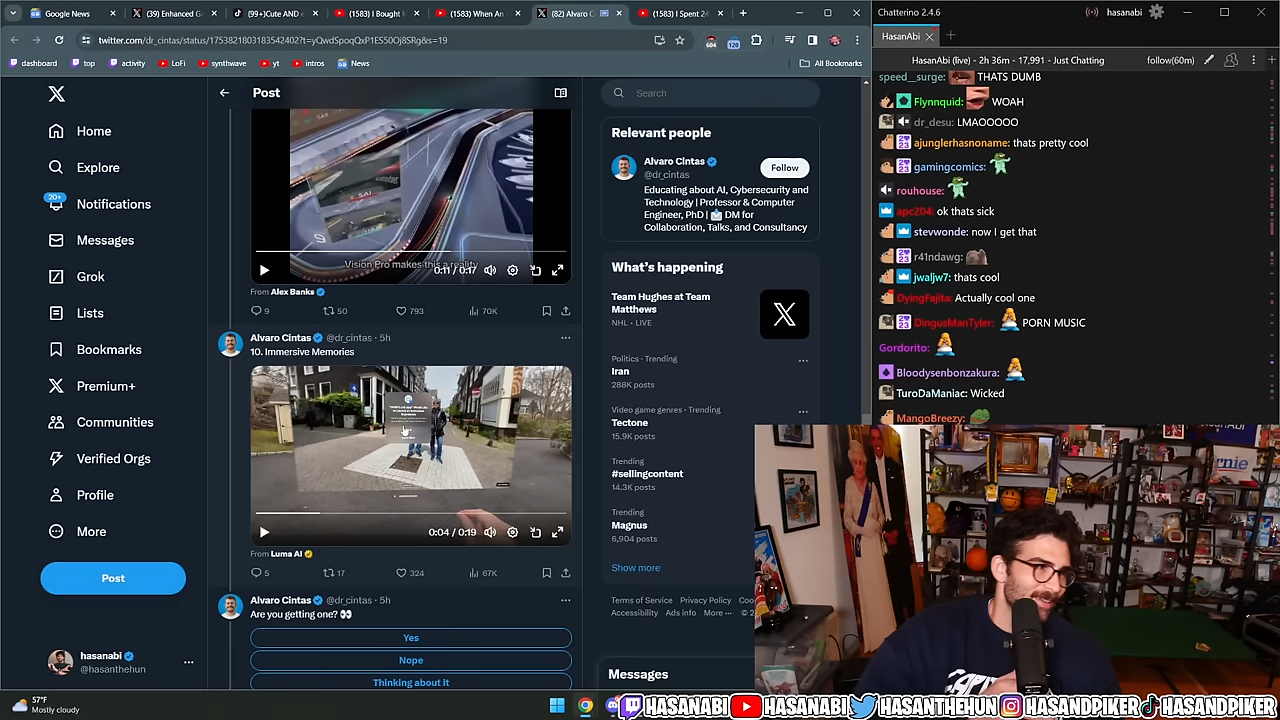 Google News
(39) Enhanced G
(99+)Cute AND e
(1583) I Bought
(1583) When An
(82) Alvaro C
(1583) I Spent 24
twitter.com/dr_cintas/status/1753821803183542402?t=yQwdSpoqQxP1ES50Oj8SRg&s=19
604
120
dashboard
top
activity
LoFi
synthwave
yt
intros
News
All Bookmarks
Home
Explore
20+
Notifications
Messages
Grok
Lists
Bookmarks
Premium+
Communities
Verified Orgs
Profile
More
Post
hasanabi
@hasanthehun
Post
Vision Pro makes this a reality
0:11 / 0:17
From Alex Banks
9
50
793
70K
Alvaro Cintas @dr_cintas · 5h
10. Immersive Memories
0:04 / 0:19
From Luma AI
5
17
324
67K
Alvaro Cintas @dr_cintas · 5h
Are you getting one?
Yes
Nope
Thinking about it
Search
Relevant people
Alvaro Cintas
@dr_cintas
Follow
Educating about AI, Cybersecurity and
Technology | Professor & Computer
Engineer, PhD | DM for
Collaboration, Talks, and Consultancy
What's happening
Team Hughes at Team
Matthews
NHL · LIVE
Politics · Trending
Iran
288K posts
Video game genres · Trending
Tectone
15.9K posts
Trending
#sellingcontent
14.3K posts
Trending
Magnus
6,904 posts
Show more
Terms of Service Privacy Policy Coo
Accessibility Ads info More ··· © 2
Messages
Chatterino 2.4.6
hasanabi
HasanAbi
HasanAbi (live) - 2h 36m - 17,991 - Just Chatting
follow(60m)
speed__surge: THATS DUMB
Flynnquid: WOAH
dr_desu: LMAOOOOO
ajunglerhasnoname: thats pretty cool
gamingcomics:
rouhouse:
apc204: ok thats sick
stevwonde: now I get that
r41ndawg:
jwaljw7: thats cool
DyingFajita: Actually cool one
DingusManTyler: PORN MUSIC
Gordorito:
Bloodysenbonzakura:
TuroDaManiac: Wicked
MangoBreezy:
ernie
57°F
Mostly cloudy
HASANABI
HASANABI
HASANTHEHUN
HASANDPIKER
HASANDPIKER